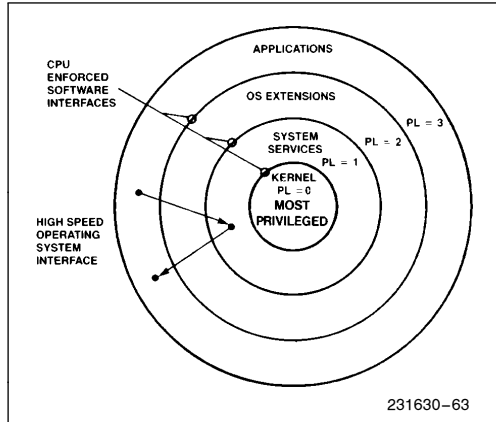 APPLICATIONS
CPU
ENFORCED
SOFTWARE
INTERFACES
OS EXTENSIONS
PL = 3
PL = 2
SYSTEM
SERVICES
PL = 1
KERNEL
PL = 0
MOST
PRIVILEGED
HIGH SPEED
OPERATING
SYSTEM
INTERFACE
231630-63